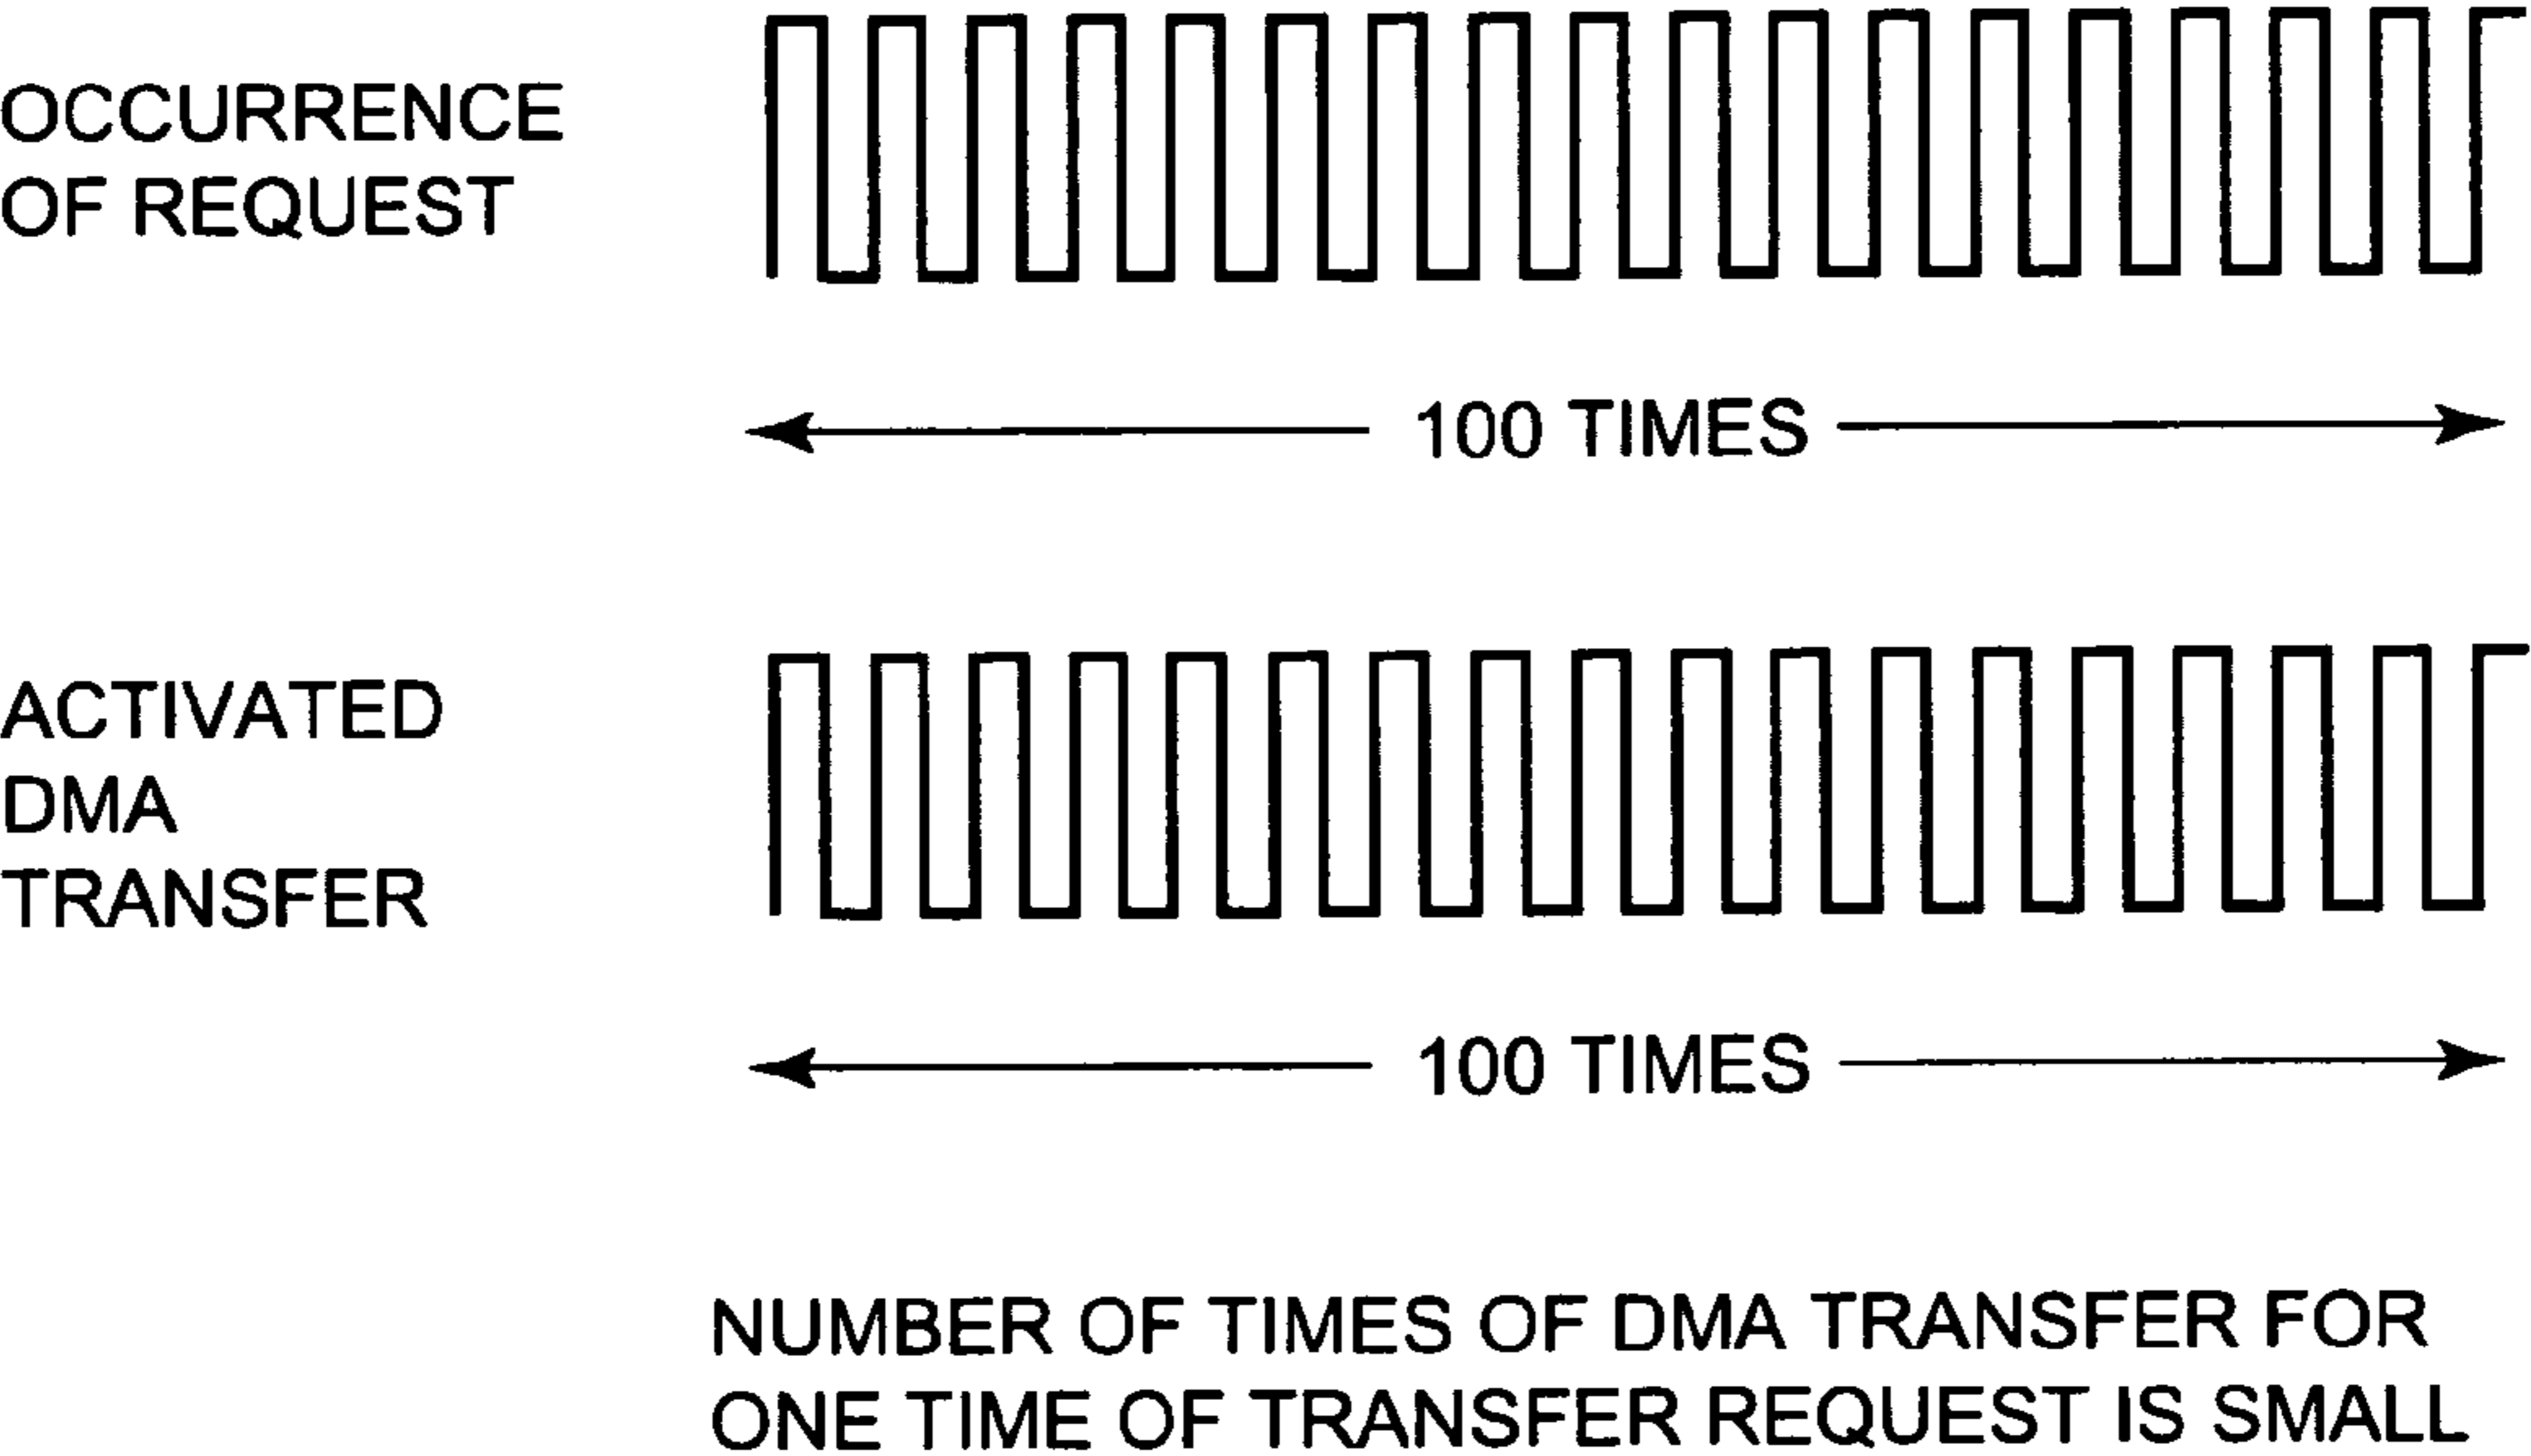 OCCURRENCE
OF REQUEST
100 TIMES
ACTIVATED
DMA
TRANSFER
100 TIMES
NUMBER OF TIMES OF DMA TRANSFER FOR
ONE TIME OF TRANSFER REQUEST IS SMALL